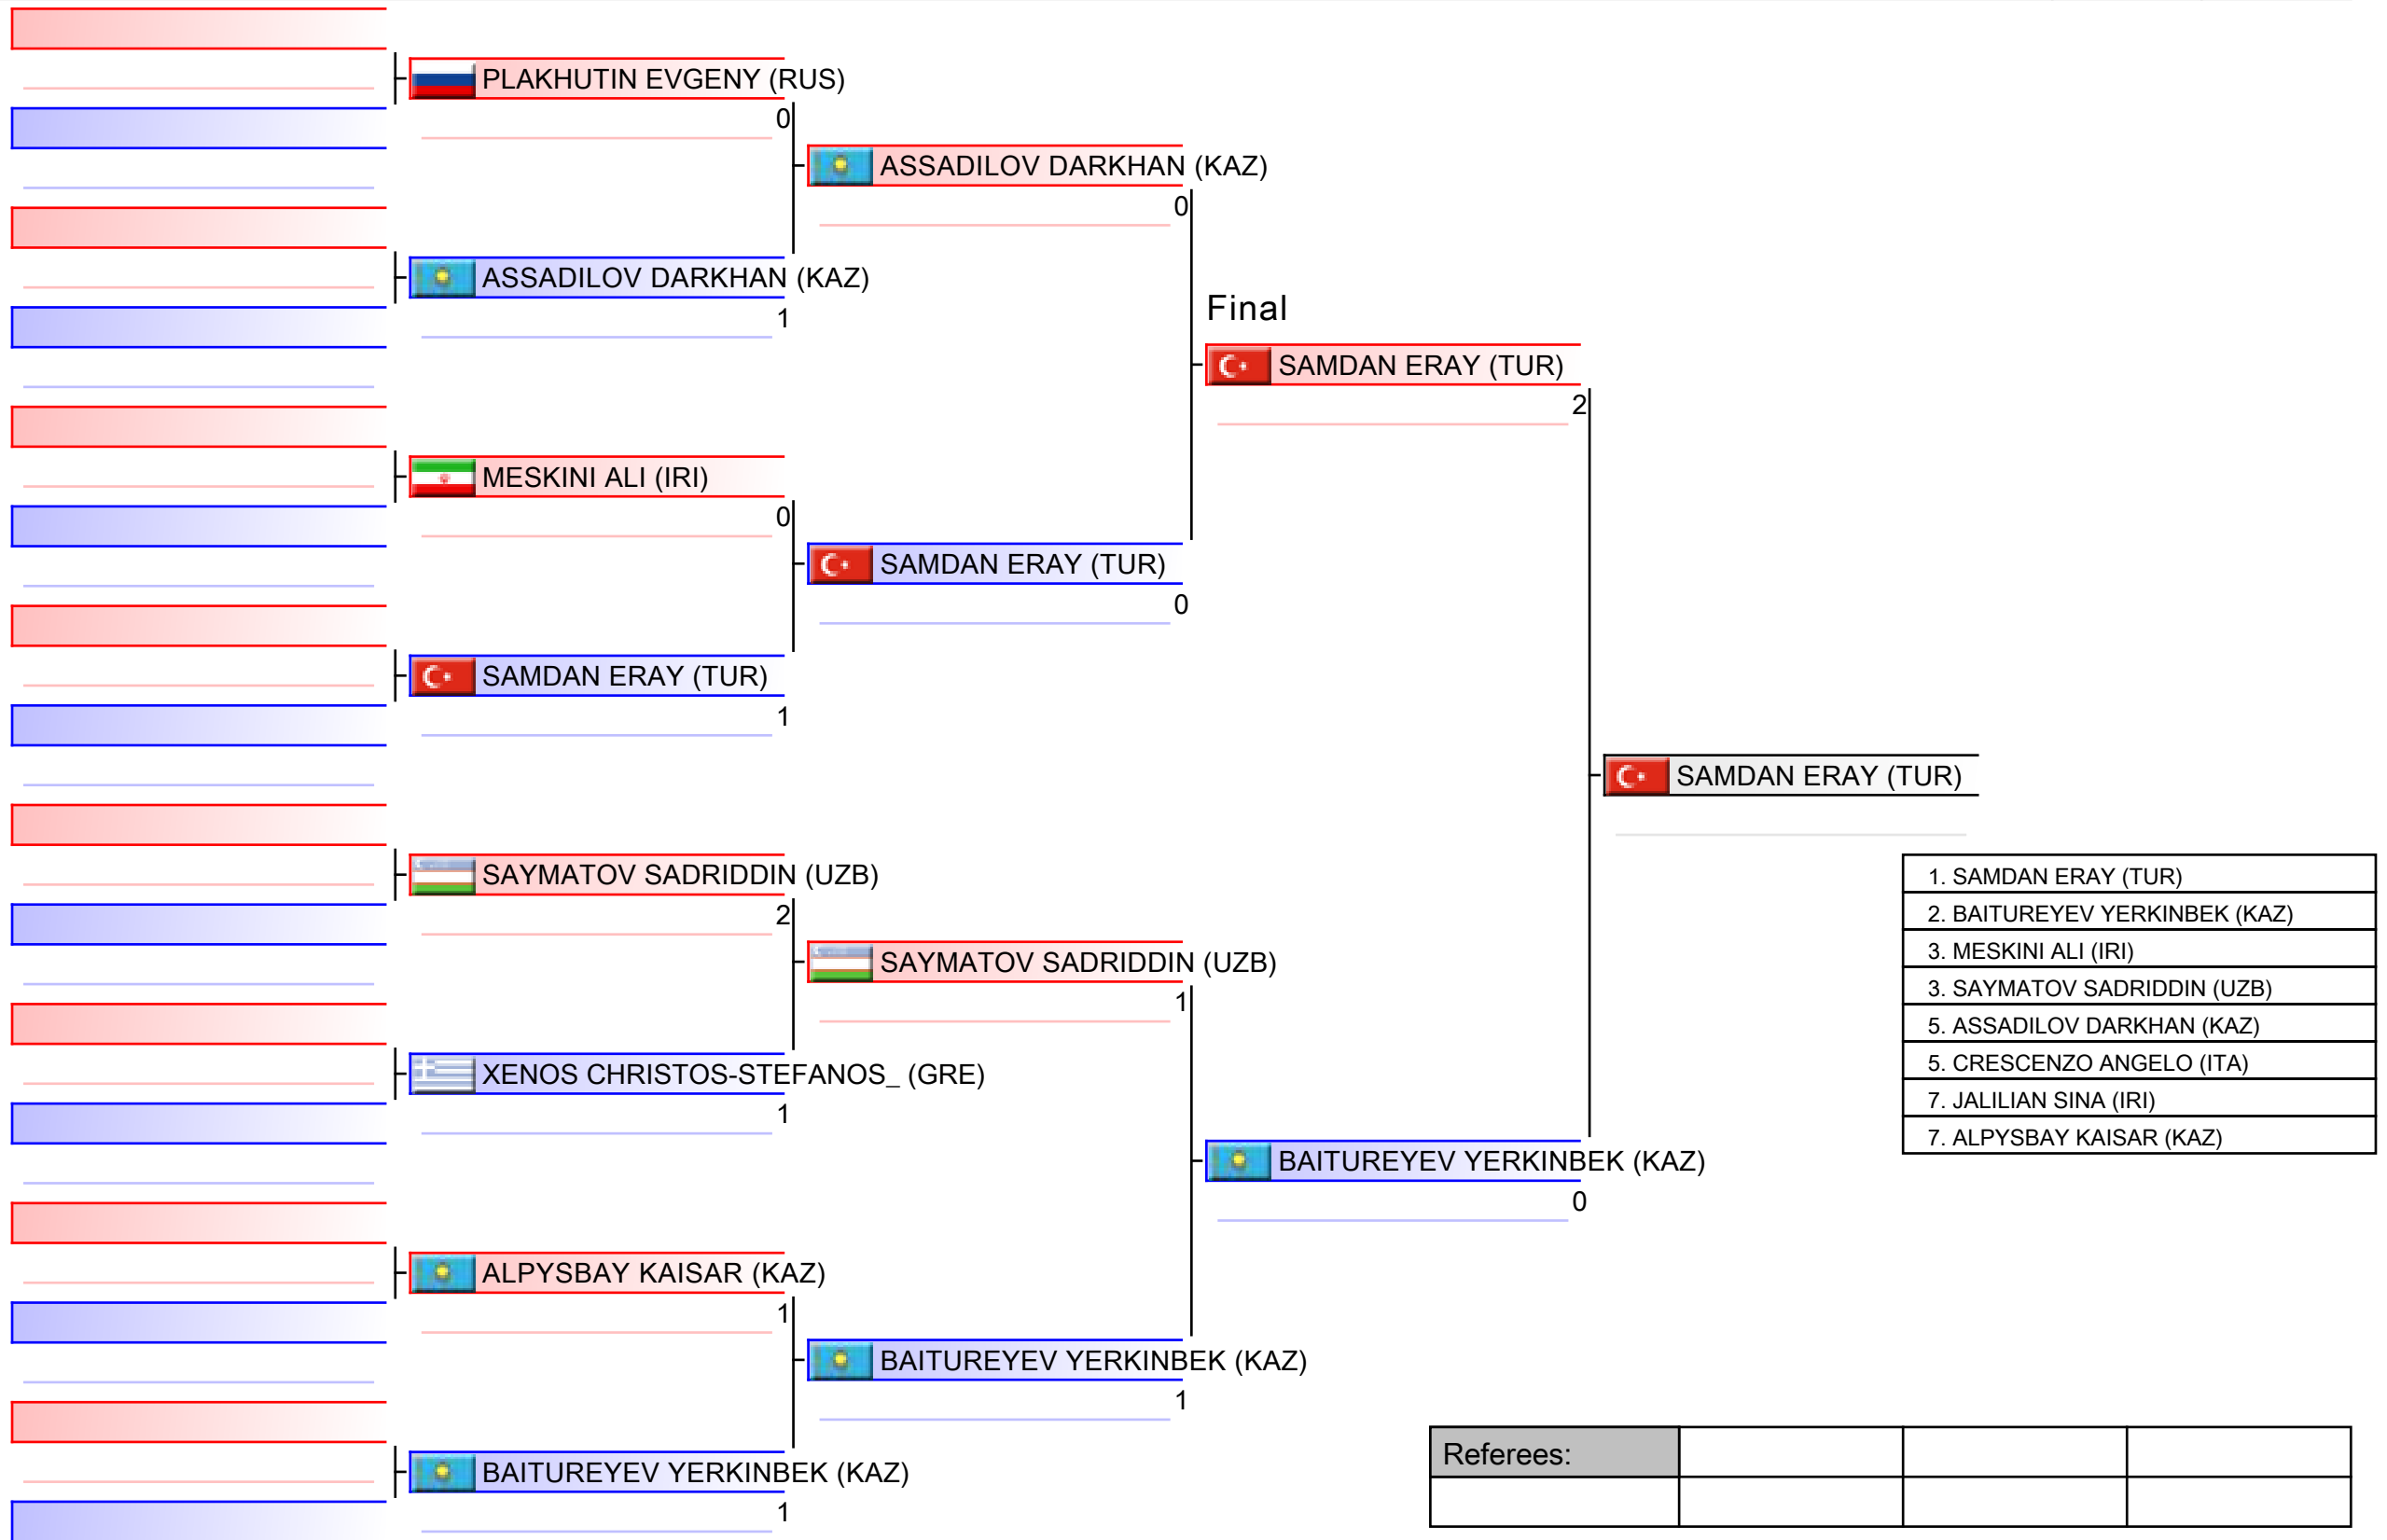 PLAKHUTIN EVGENY (RUS)
0
ASSADILOV DARKHAN (KAZ)
0
ASSADILOV DARKHAN (KAZ)
1
Final
SAMDAN ERAY (TUR)
2
MESKINI ALI (IRI)
0
SAMDAN ERAY (TUR)
0
SAMDAN ERAY (TUR)
1
SAMDAN ERAY (TUR)
SAYMATOV SADRIDDIN (UZB)
2
SAYMATOV SADRIDDIN (UZB)
1
XENOS CHRISTOS-STEFANOS_ (GRE)
1
BAITUREYEV YERKINBEK (KAZ)
0
ALPYSBAY KAISAR (KAZ)
1
BAITUREYEV YERKINBEK (KAZ)
1
BAITUREYEV YERKINBEK (KAZ)
1
1. SAMDAN ERAY (TUR)
2. BAITUREYEV YERKINBEK (KAZ)
3. MESKINI ALI (IRI)
3. SAYMATOV SADRIDDIN (UZB)
5. ASSADILOV DARKHAN (KAZ)
5. CRESCENZO ANGELO (ITA)
7. JALILIAN SINA (IRI)
7. ALPYSBAY KAISAR (KAZ)
Referees: